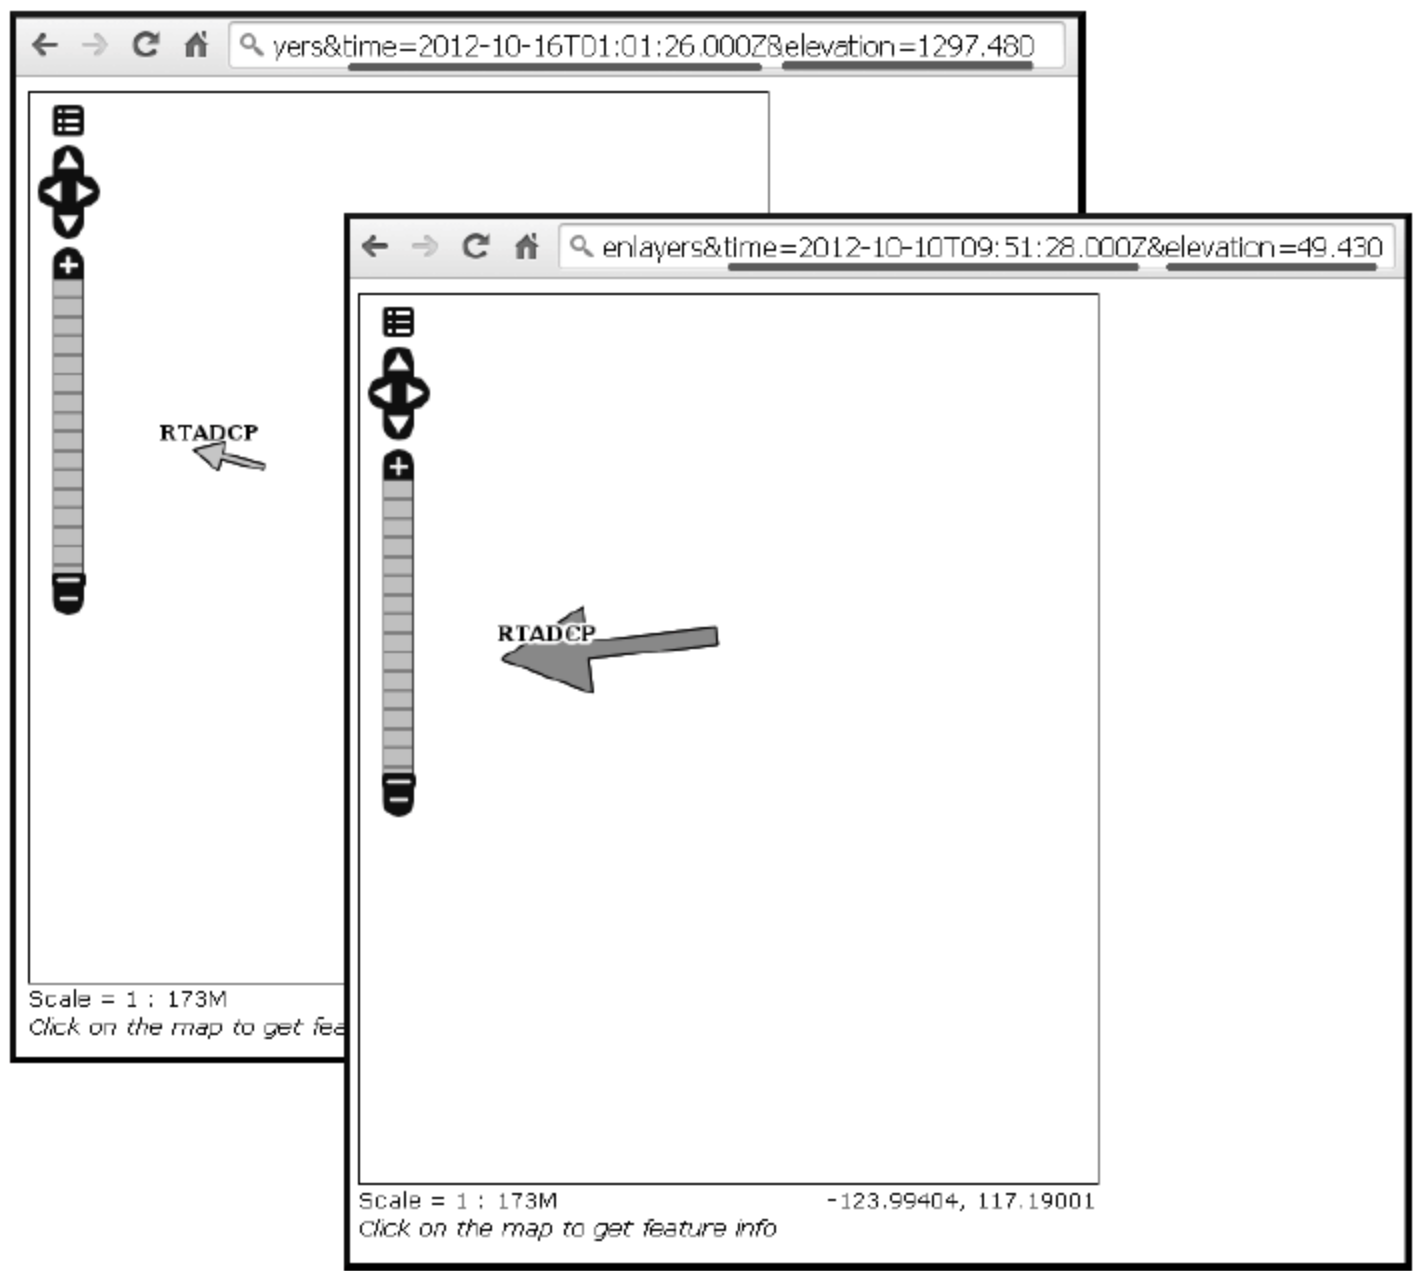 yers&time=2012-10-16T01:01:26.000Z&elevation=1297.480
RTADCP
Scale = 1 : 173M
Click on the map to get fea
enlayers&time=2012-10-10T09:51:28.000Z&elevation=49.430
RTADCP
Scale = 1 : 173M -123.99404, 117.19001
Click on the map to get feature info